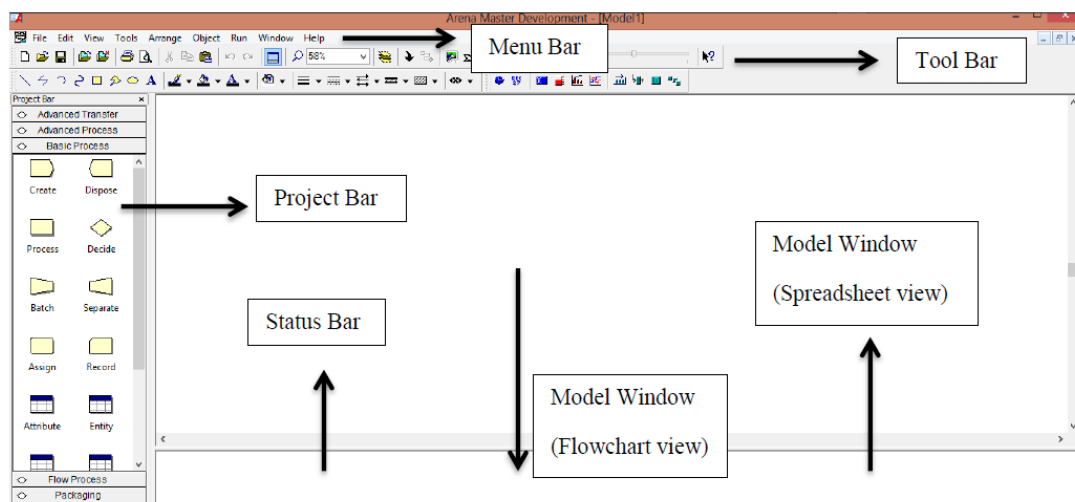 Arena Master Development - [Model1]
File Edit View Tools Arrange Object Run Window Help
58%
A
Menu Bar
Tool Bar
Project Bar
Advanced Transfer
Advanced Process
Basic Process
Create Dispose
Process Decide
Batch Separate
Assign Record
Attribute Entity
Flow Process
Packaging
Project Bar
Status Bar
Model Window
(Flowchart view)
Model Window
(Spreadsheet view)